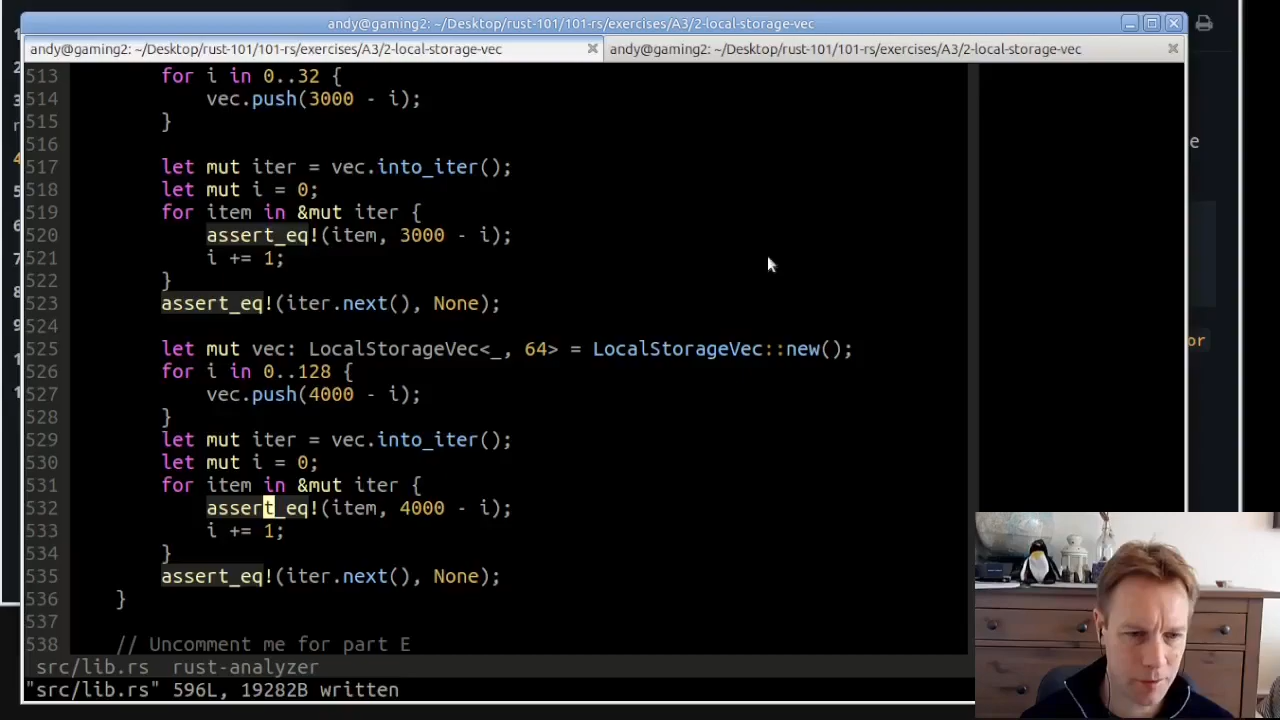 andy@gaming2: ~/Desktop/rust-101/101-rs/exercises/A3/2-local-storage-vec
andy@gaming2: ~/Desktop/rust-101/101-rs/exercises/A3/2-local-storage-vec
andy@gaming2: ~/Desktop/rust-101/101-rs/exercises/A3/2-local-storage-vec
513 for i in 0..32 {
514 vec.push(3000 - i);
515 }
516
517 let mut iter = vec.into_iter();
518 let mut i = 0;
519 for item in &mut iter {
520 assert_eq!(item, 3000 - i);
521 i += 1;
522 }
523 assert_eq!(iter.next(), None);
524
525 let mut vec: LocalStorageVec<_, 64> = LocalStorageVec::new();
526 for i in 0..128 {
527 vec.push(4000 - i);
528 }
529 let mut iter = vec.into_iter();
530 let mut i = 0;
531 for item in &mut iter {
532 assert_eq!(item, 4000 - i);
533 i += 1;
534 }
535 assert_eq!(iter.next(), None);
536 }
537
538 // Uncomment me for part E
src/lib.rs rust-analyzer
"src/lib.rs" 596L, 19282B written